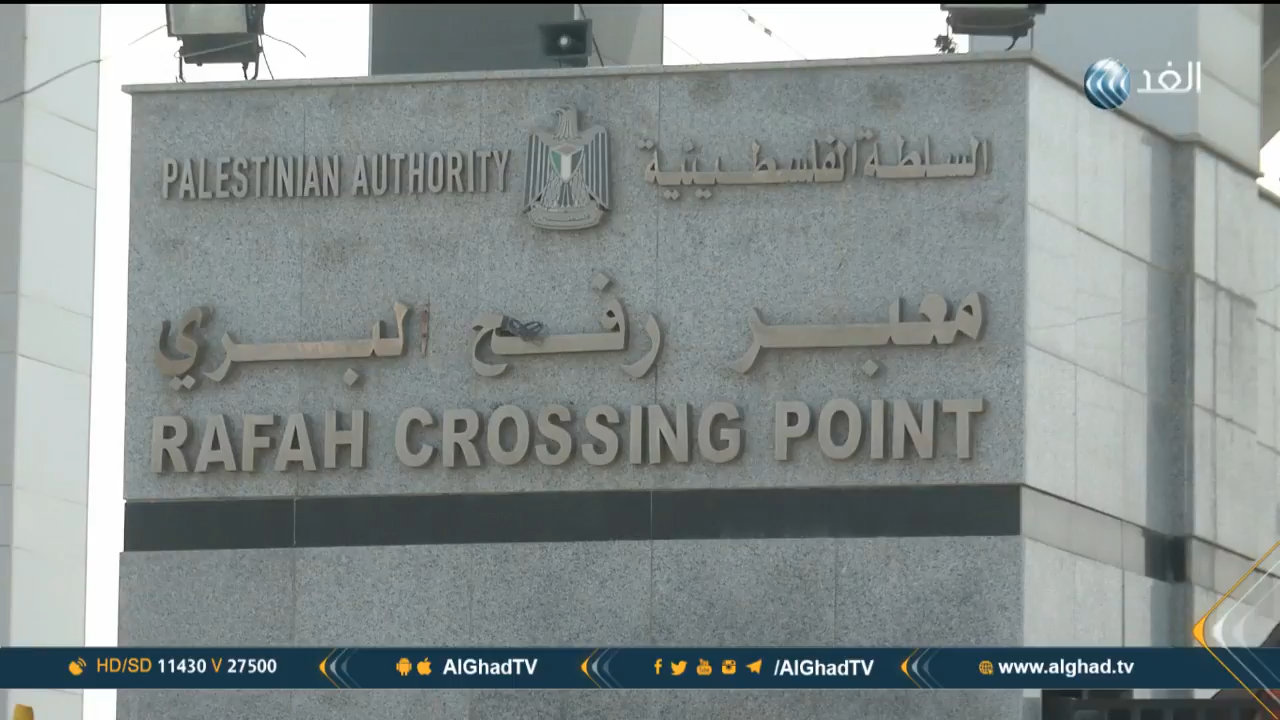 الغد
PALESTINIAN AUTHORITY السلطة الفلسطينية
معبر رفح البري
RAFAH CROSSING POINT
HD/SD 11430 V 27500 AlGhadTV /AlGhadTV www.alghad.tv